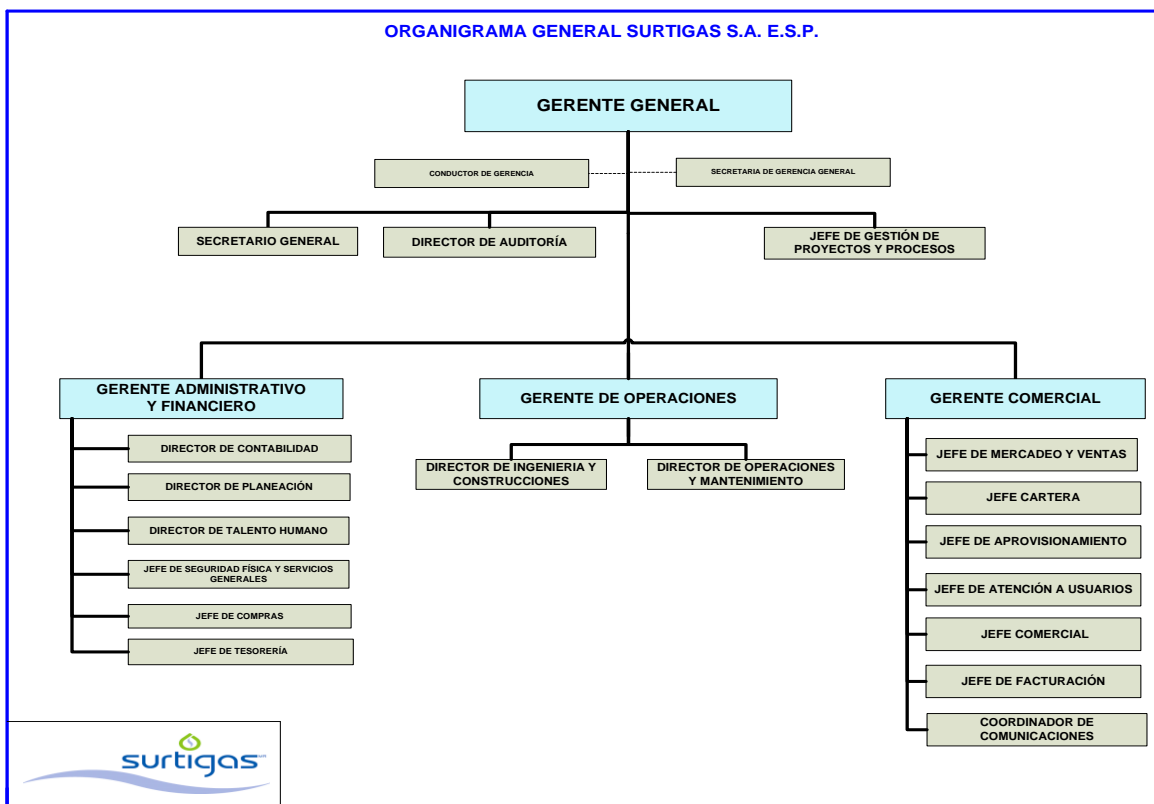 ORGANIGRAMA GENERAL SURTIGAS S.A. E.S.P.
GERENTE GENERAL
CONDUCTOR DE GERENCIA
SECRETARIA DE GERENCIA GENERAL
SECRETARIO GENERAL
DIRECTOR DE AUDITORÍA
JEFE DE GESTIÓN DE
PROYECTOS Y PROCESOS
GERENTE ADMINISTRATIVO
Y FINANCIERO
DIRECTOR DE CONTABILIDAD
DIRECTOR DE PLANEACIÓN
DIRECTOR DE TALENTO HUMANO
JEFE DE SEGURIDAD FÍSICA Y SERVICIOS
GENERALES
JEFE DE COMPRAS
JEFE DE TESORERÍA
GERENTE DE OPERACIONES
DIRECTOR DE INGENIERIA Y
CONSTRUCCIONES
DIRECTOR DE OPERACIONES
Y MANTENIMIENTO
GERENTE COMERCIAL
JEFE DE MERCADEO Y VENTAS
JEFE CARTERA
JEFE DE APROVISIONAMIENTO
JEFE DE ATENCIÓN A USUARIOS
JEFE COMERCIAL
JEFE DE FACTURACIÓN
COORDINADOR DE
COMUNICACIONES
surtigas